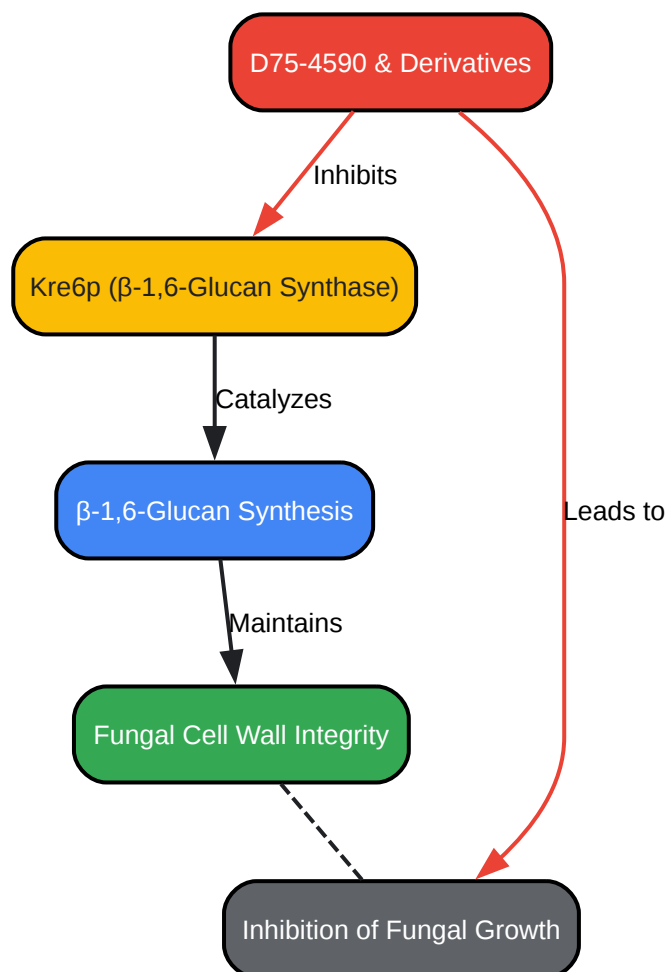 D75-4590 & Derivatives
Inhibits
Kre6p (β-1,6-Glucan Synthase)
Catalyzes
β-1,6-Glucan Synthesis
Leads to
Maintains
Fungal Cell Wall Integrity
Inhibition of Fungal Growth